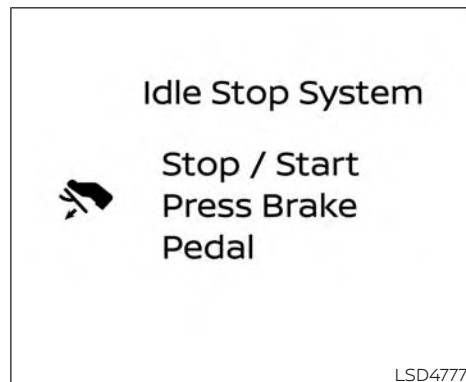 Idle Stop System
Stop / Start
Press Brake
Pedal
LSD4777